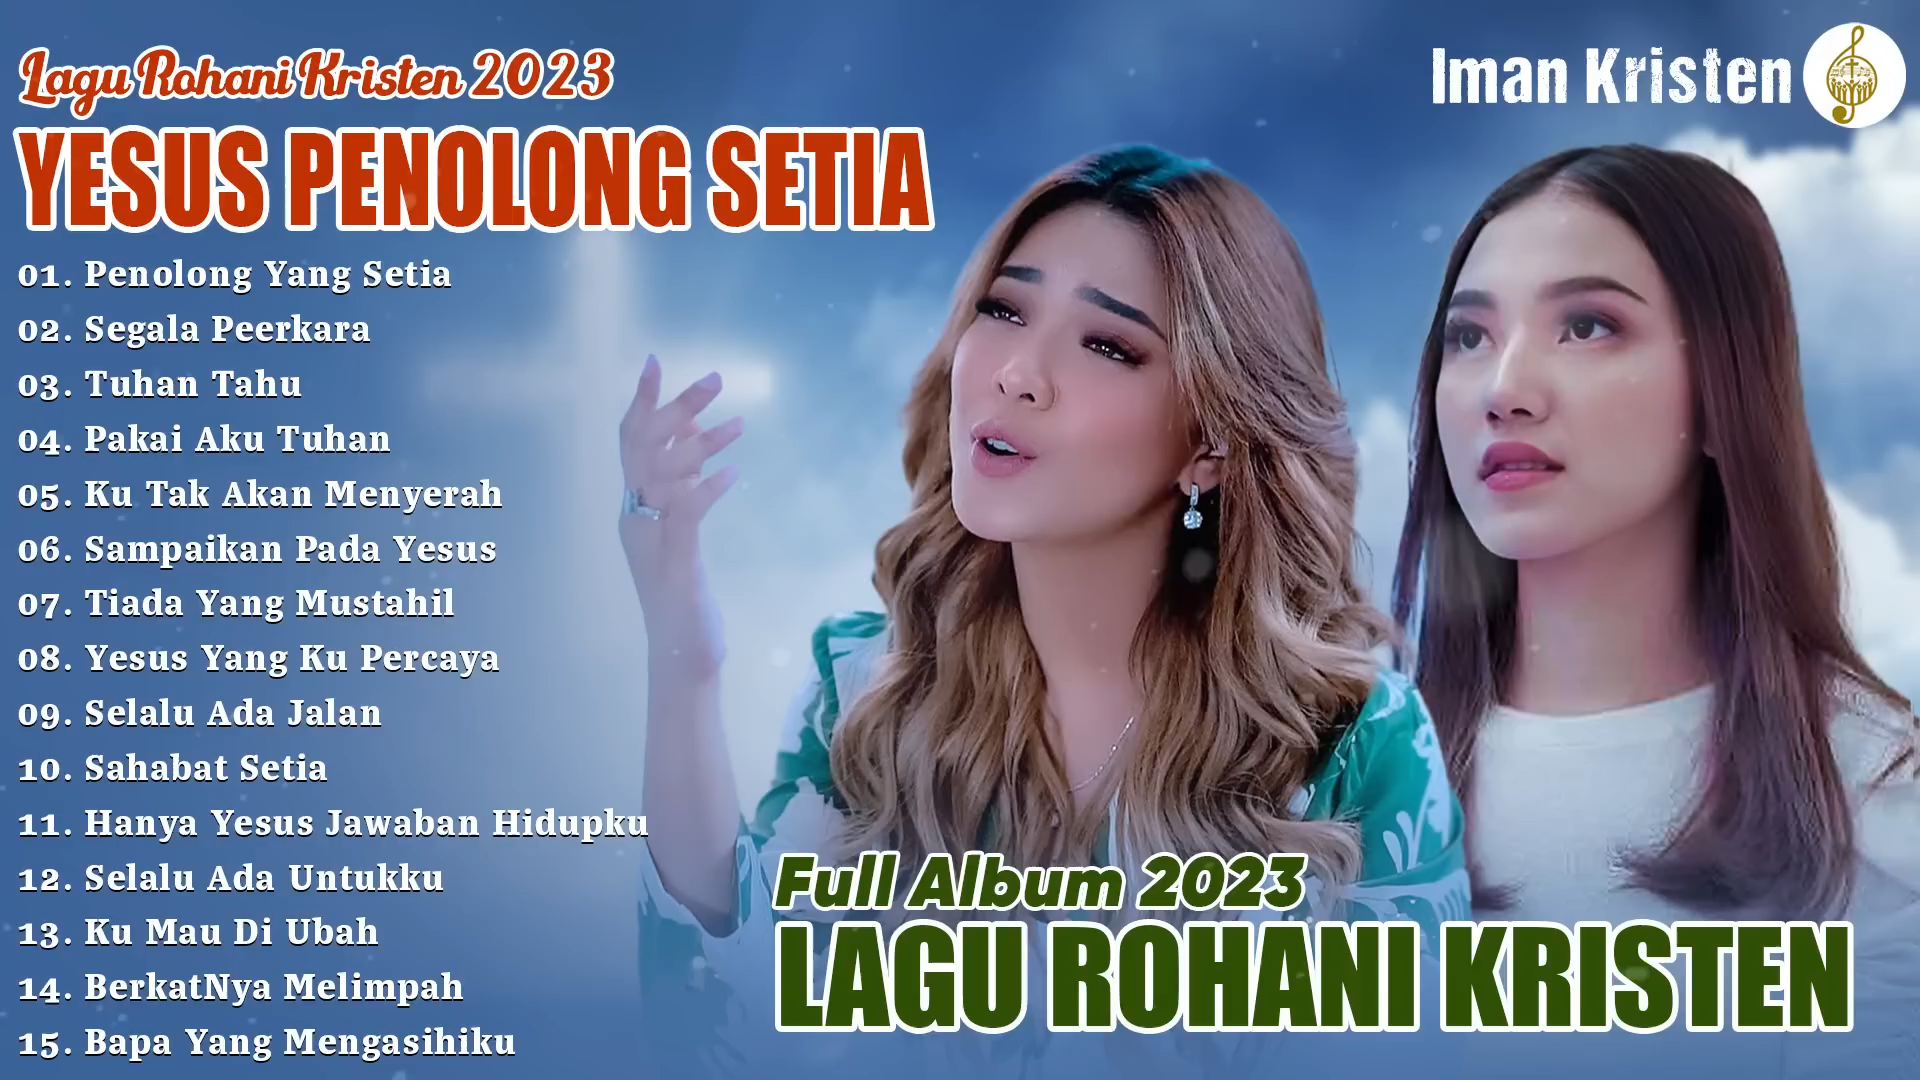 Lagu Rohani Kristen 2023
Iman Kristen
YESUS PENOLONG SETIA
01. Penolong Yang Setia
02. Segala Peerkara
03. Tuhan Tahu
04. Pakai Aku Tuhan
05. Ku Tak Akan Menyerah
06. Sampaikan Pada Yesus
07. Tiada Yang Mustahil
08. Yesus Yang Ku Percaya
09. Selalu Ada Jalan
10. Sahabat Setia
11. Hanya Yesus Jawaban Hidupku
12. Selalu Ada Untukku
13. Ku Mau Di Ubah
14. BerkatNya Melimpah
15. Bapa Yang Mengasihiku
Full Album 2023
LAGU ROHANI KRISTEN